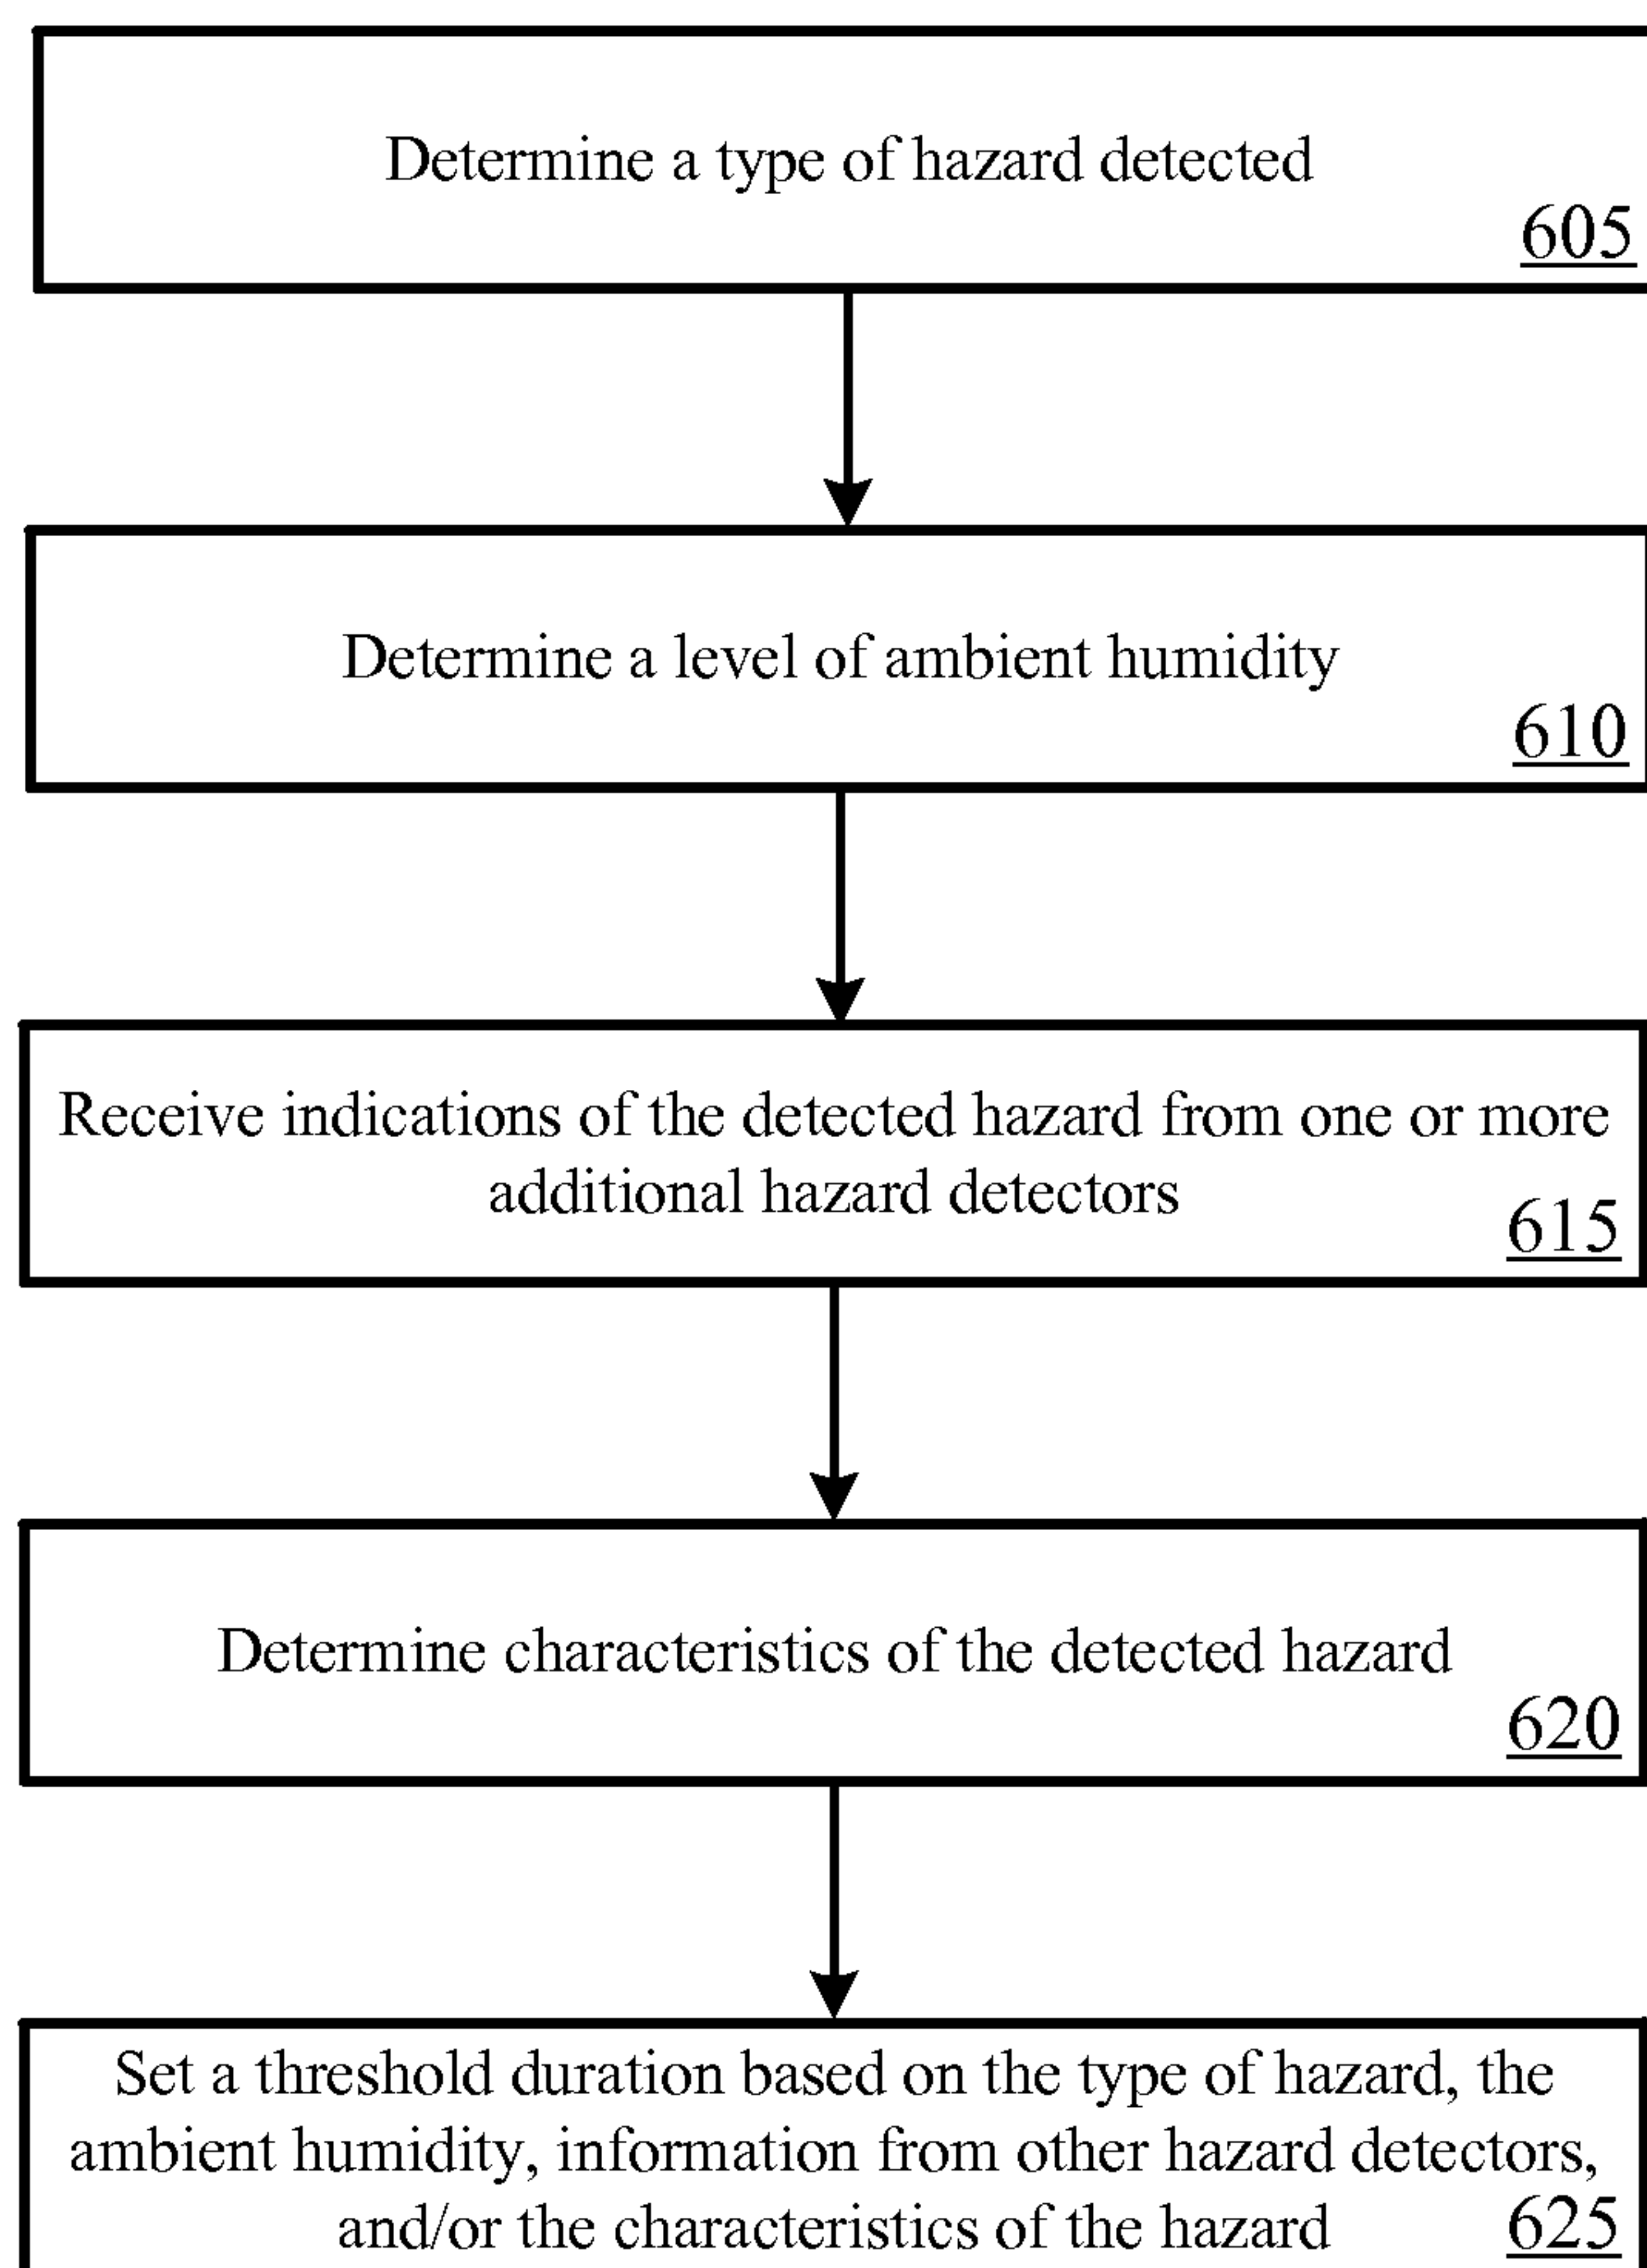 Determine a type of hazard detected
605
Determine a level of ambient humidity
610
Receive indications of the detected hazard from one or more
additional hazard detectors
615
Determine characteristics of the detected hazard
620
Set a threshold duration based on the type of hazard, the
ambient humidity, information from other hazard detectors,
and/or the characteristics of the hazard
625